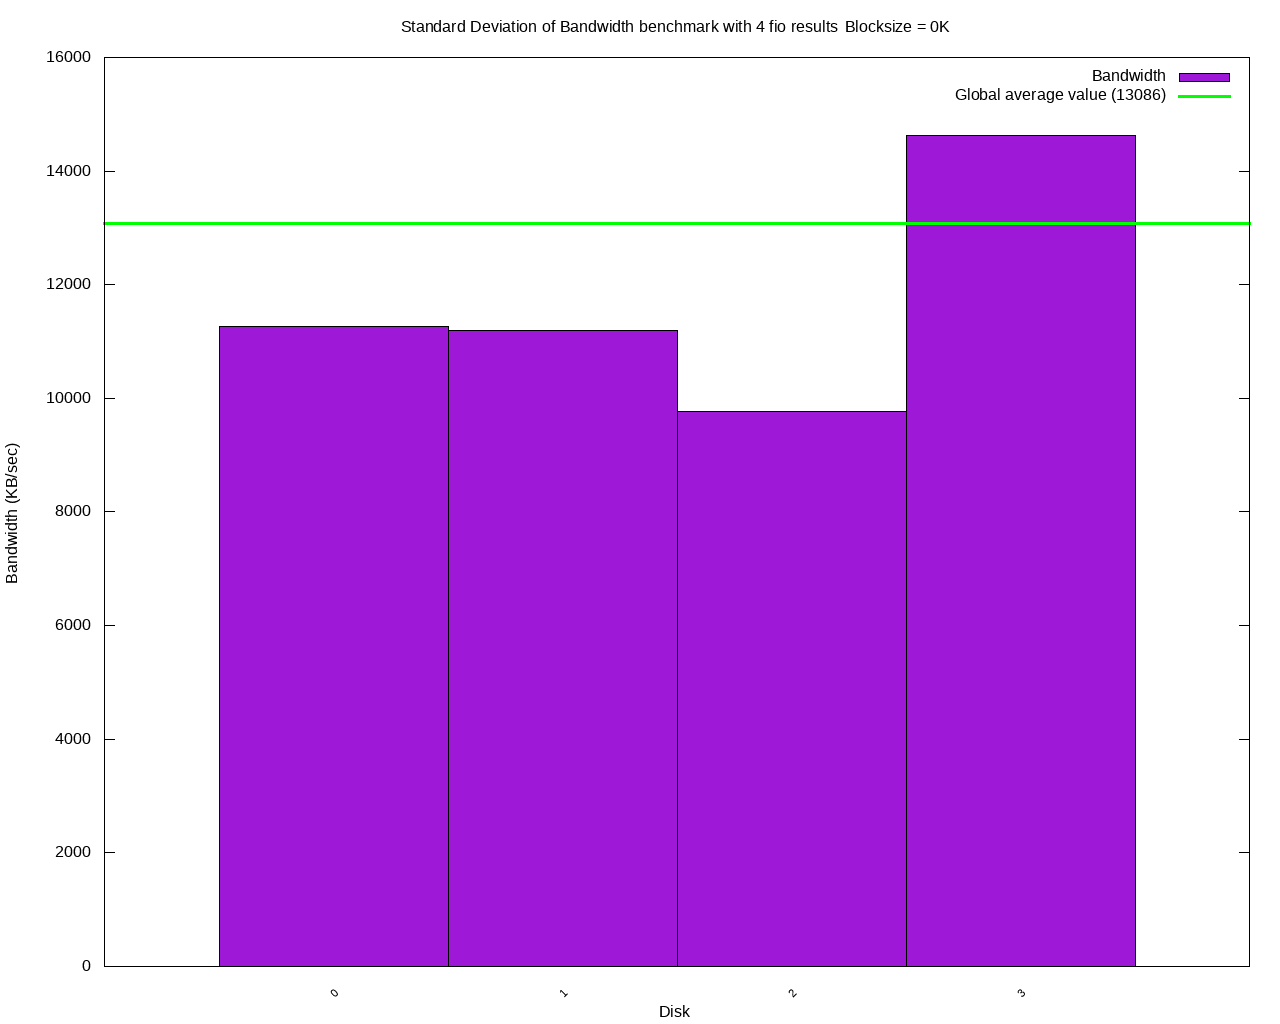 Standard Deviation of Bandwidth benchmark with 4 fio results Blocksize = 0K
Bandwidth
Global average value (13086)
16000
14000
12000
10000
8000
6000
4000
2000
0
Bandwidth (KB/sec)
0 1 2 3
Disk